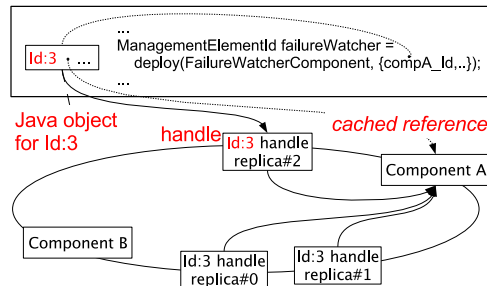 ...
ManagementElementId failureWatcher =
Id:3 ...
deploy(FailureWatcherComponent, {compA_Id,..});
...
Java object
for Id:3
handle
cached reference
Id:3 handle
replica#2
Component A
Component B
Id:3 handle
replica#0
Id:3 handle
replica#1